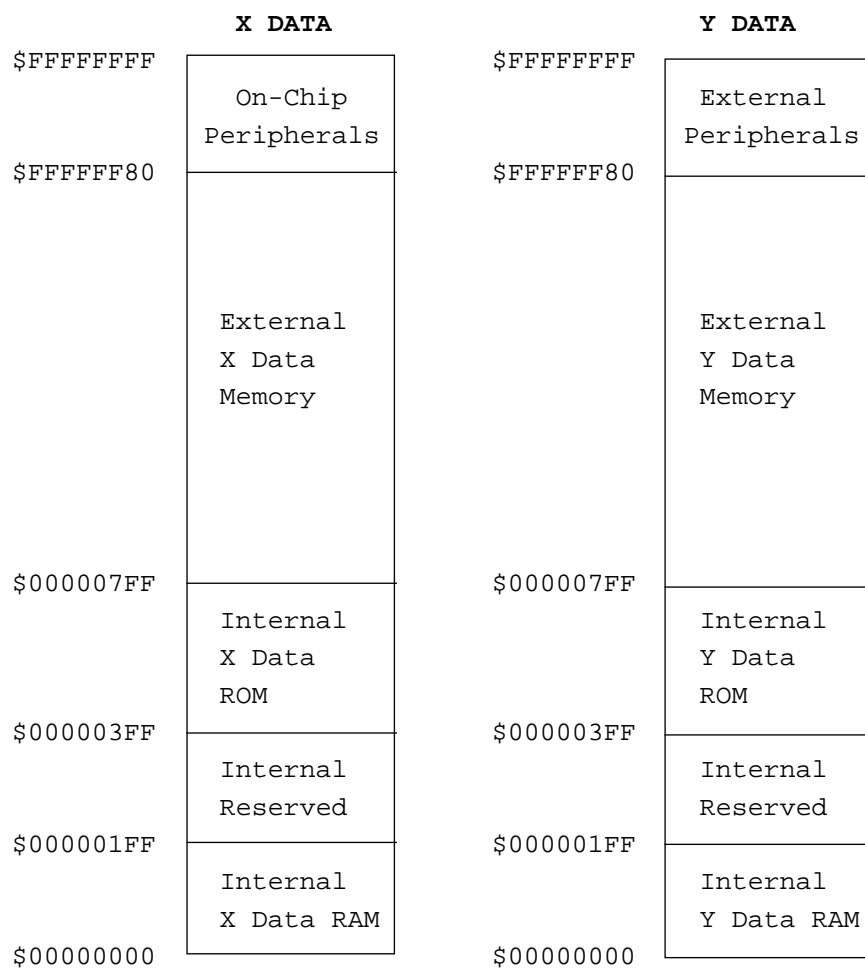 X DATA
$FFFFFFFF
On-Chip
Peripherals
$FFFFFF80
External
X Data
Memory
$000007FF
Internal
X Data
ROM
$000003FF
Internal
Reserved
$000001FF
Internal
X Data RAM
$00000000
Y DATA
$FFFFFFFF
External
Peripherals
$FFFFFF80
External
Y Data
Memory
$000007FF
Internal
Y Data
ROM
$000003FF
Internal
Reserved
$000001FF
Internal
Y Data RAM
$00000000